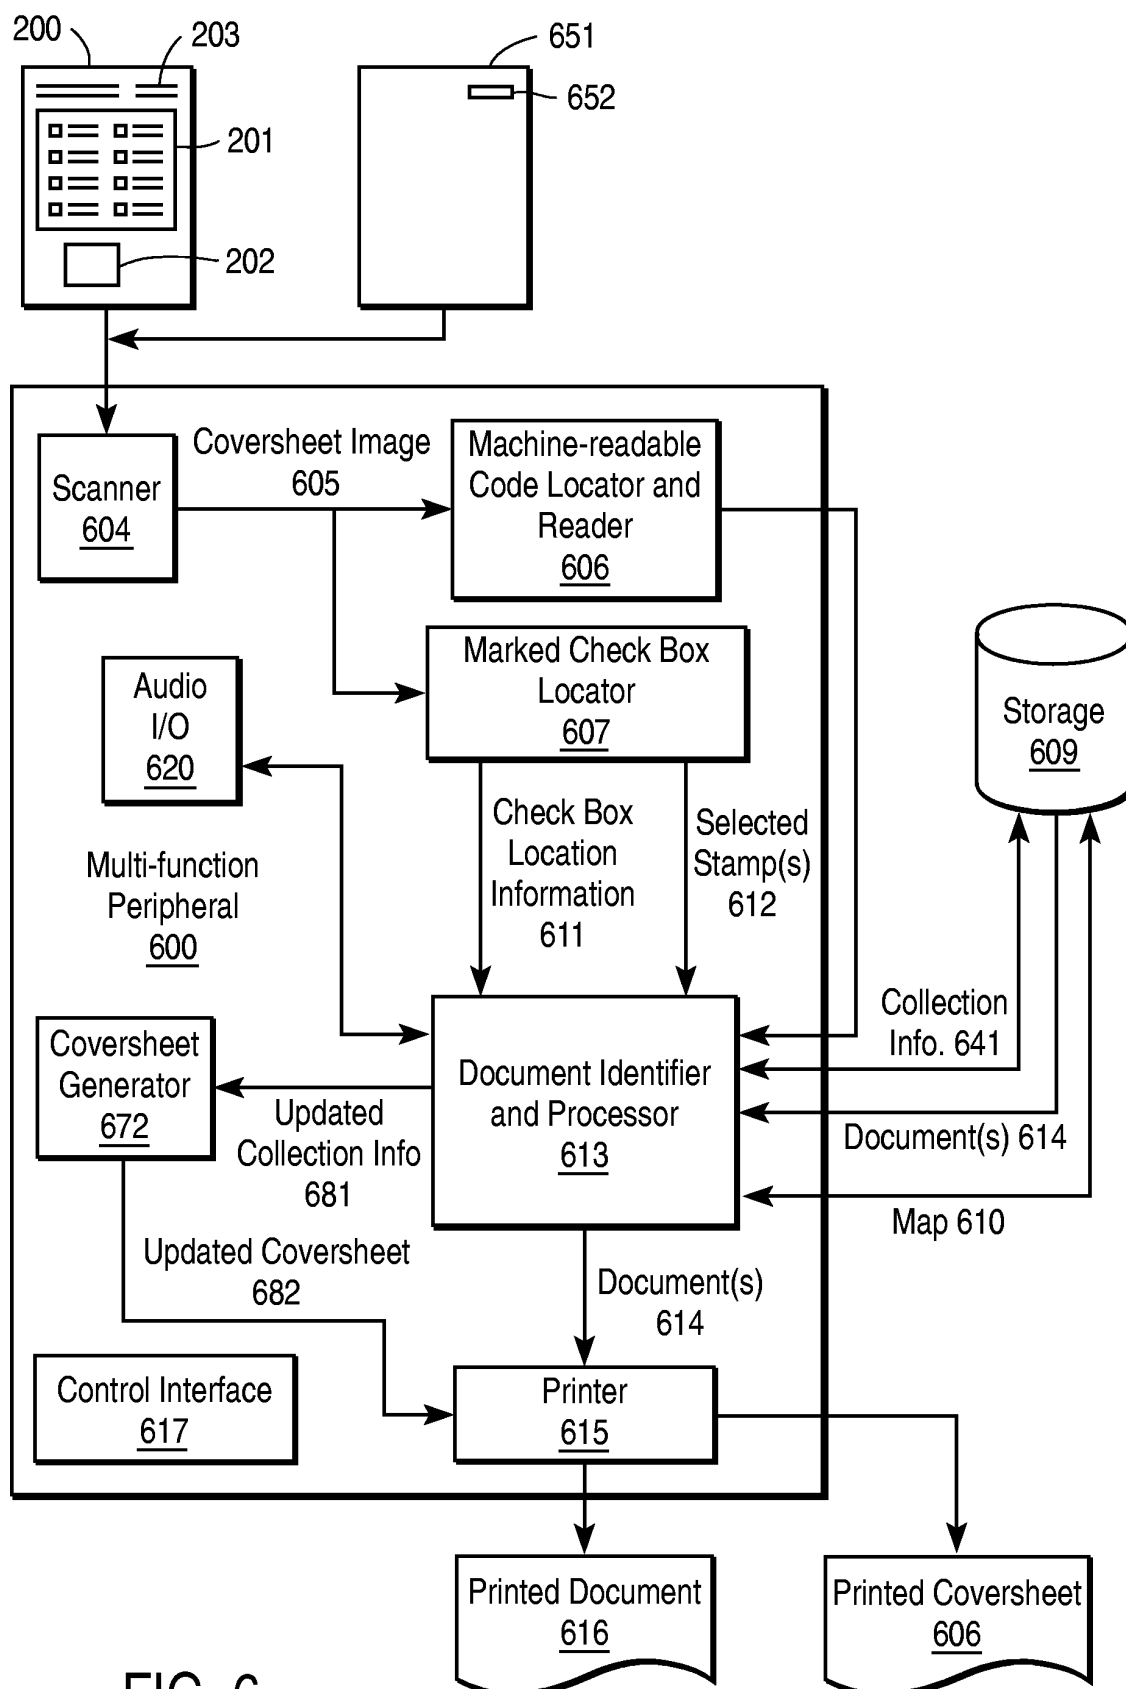 200
203
651
652
201
202
Coversheet Image
605
Machine-readable
Code Locator and
Reader
606
Scanner
604
Marked Check Box
Locator
607
Audio
I/O
620
Storage
609
Check Box
Location
Information
611
Selected
Stamp(s)
612
Multi-function
Peripheral
600
Collection
Info. 641
Coversheet
Generator
672
Document Identifier
and Processor
613
Updated
Collection Info
681
Document(s) 614
Map 610
Updated Coversheet
682
Document(s)
614
Control Interface
617
Printer
615
Printed Document
616
Printed Coversheet
606
FIG. 6